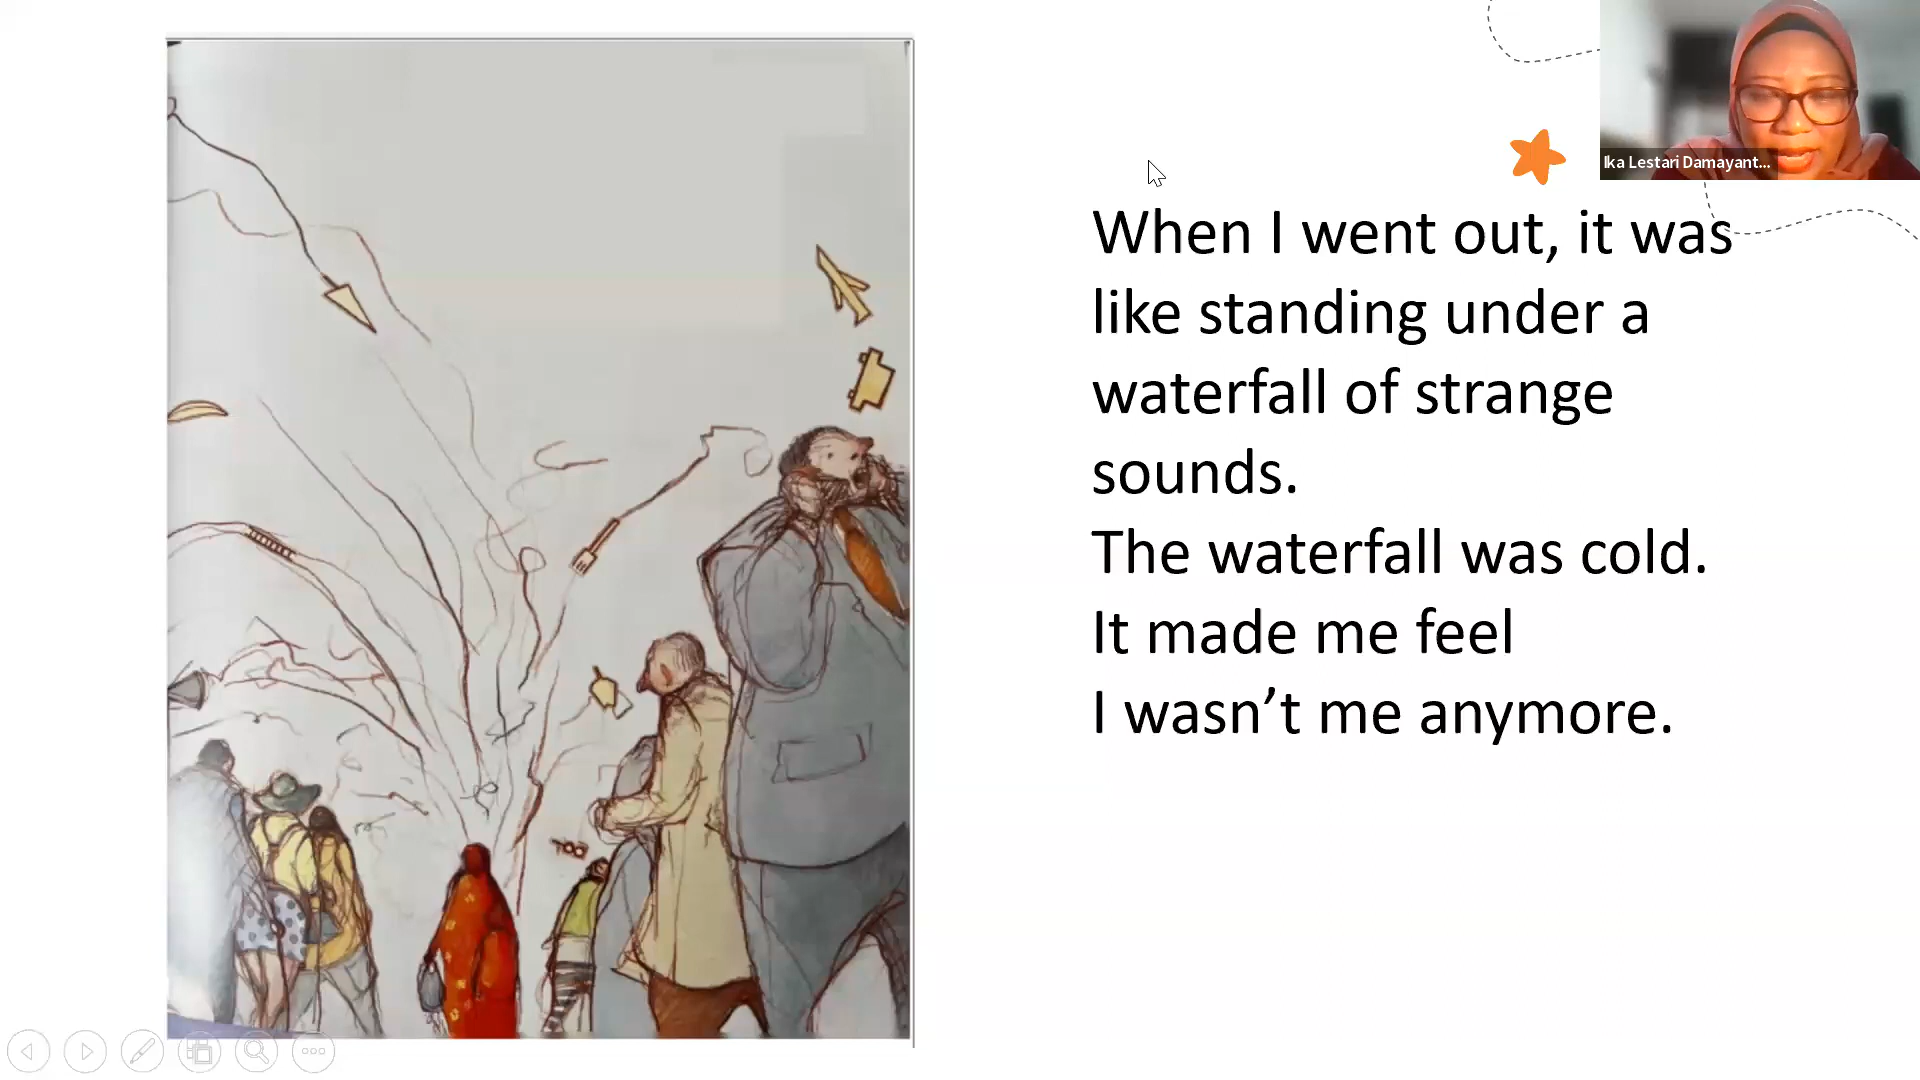 Ika Lestari Damayant...
When I went out, it was
like standing under a
waterfall of strange
sounds.
The waterfall was cold.
It made me feel
I wasn’t me anymore.